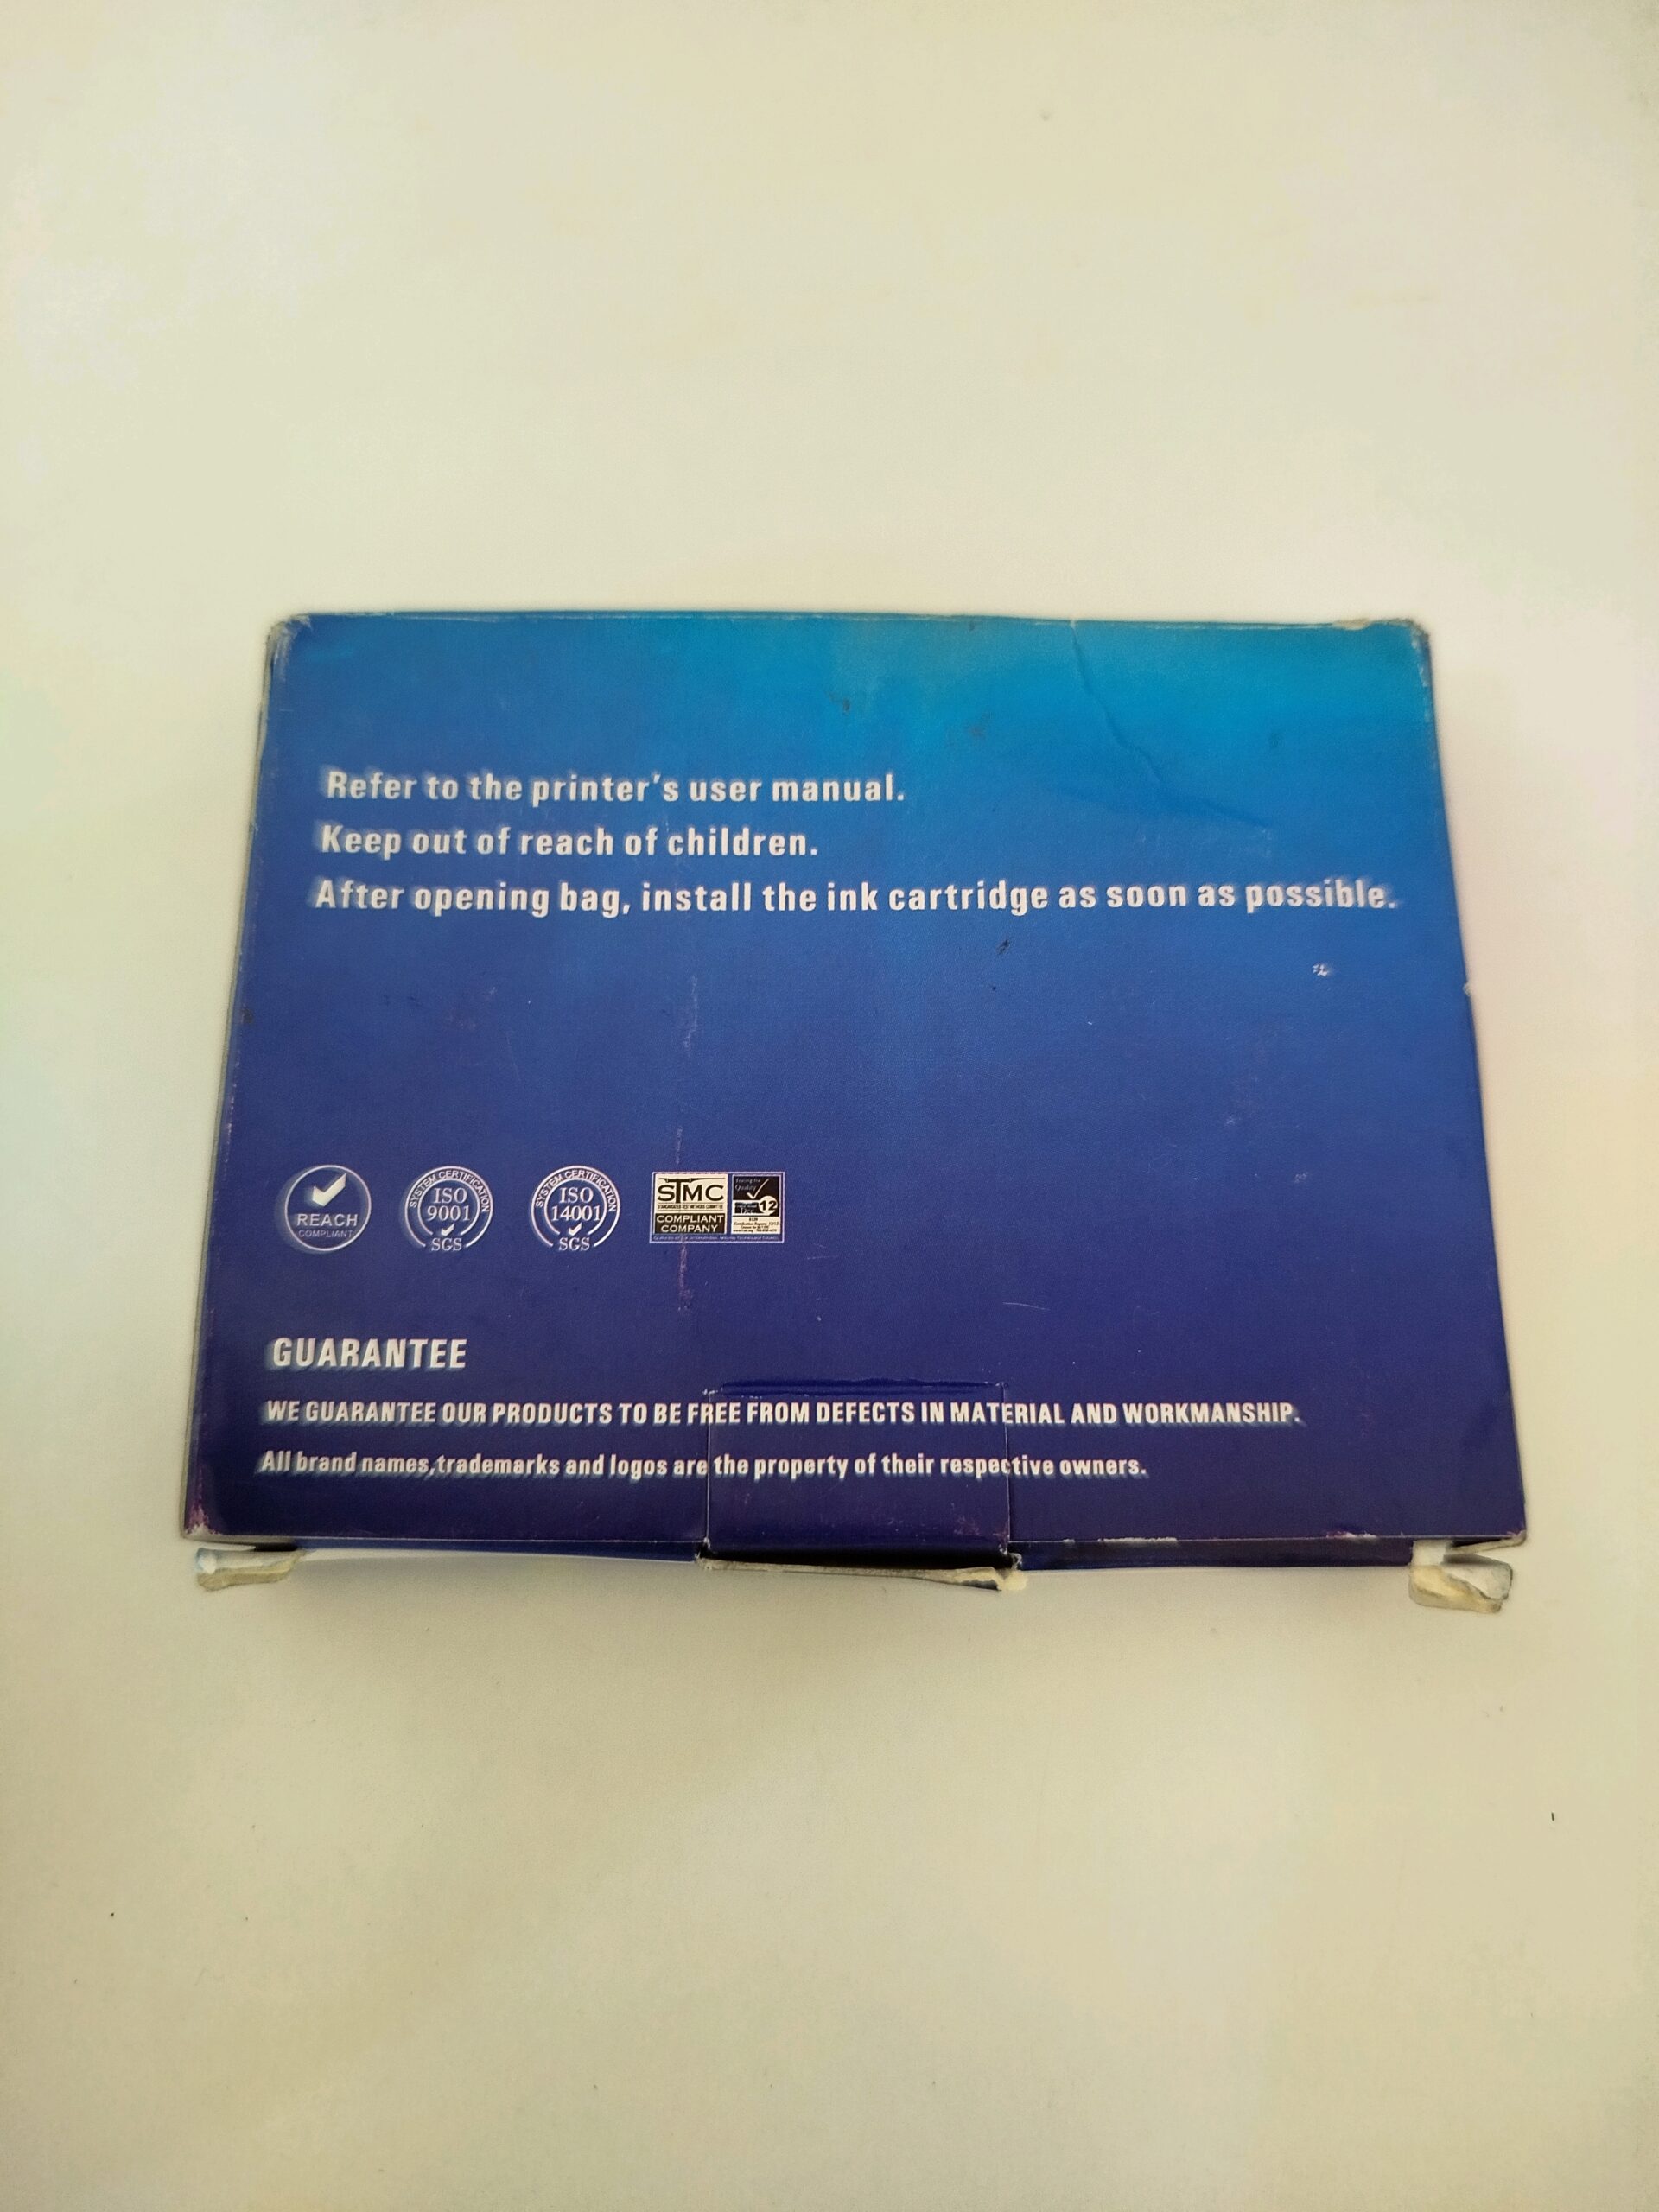 Refer to the printer's user manual.
Keep out of reach of children.
After opening bag, install the ink cartridge as soon as possible.
REACH
COMPLIANT
SYSTEM CERTIFICATION
ISO
9001
SGS
SYSTEM CERTIFICATION
ISO
14001
SGS
STMC
COMPLIANT
COMPANY
Quality
12
GUARANTEE
WE GUARANTEE OUR PRODUCTS TO BE FREE FROM DEFECTS IN MATERIAL AND WORKMANSHIP.
All brand names,trademarks and logos are the property of their respective owners.